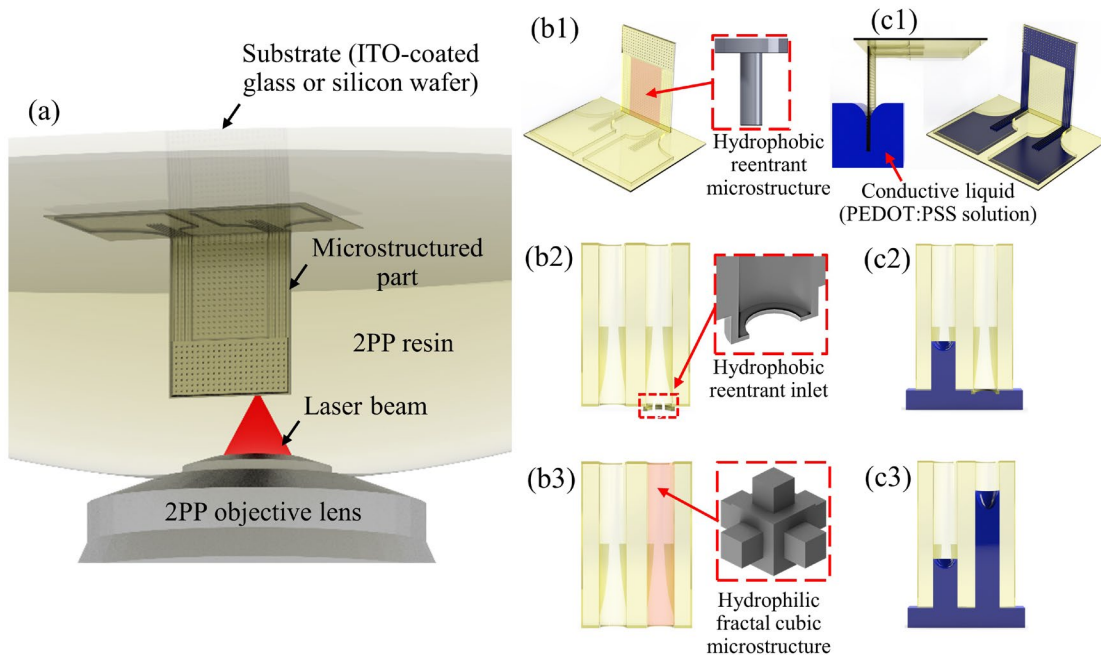 (a)
Substrate (ITO-coated
glass or silicon wafer)
Microstructured
part
2PP resin
Laser beam
2PP objective lens
(b1)
Hydrophobic
reentrant
microstructure
(c1)
Conductive liquid
(PEDOT:PSS solution)
(b2)
Hydrophobic
reentrant inlet
(c2)
(b3)
Hydrophilic
fractal cubic
microstructure
(c3)